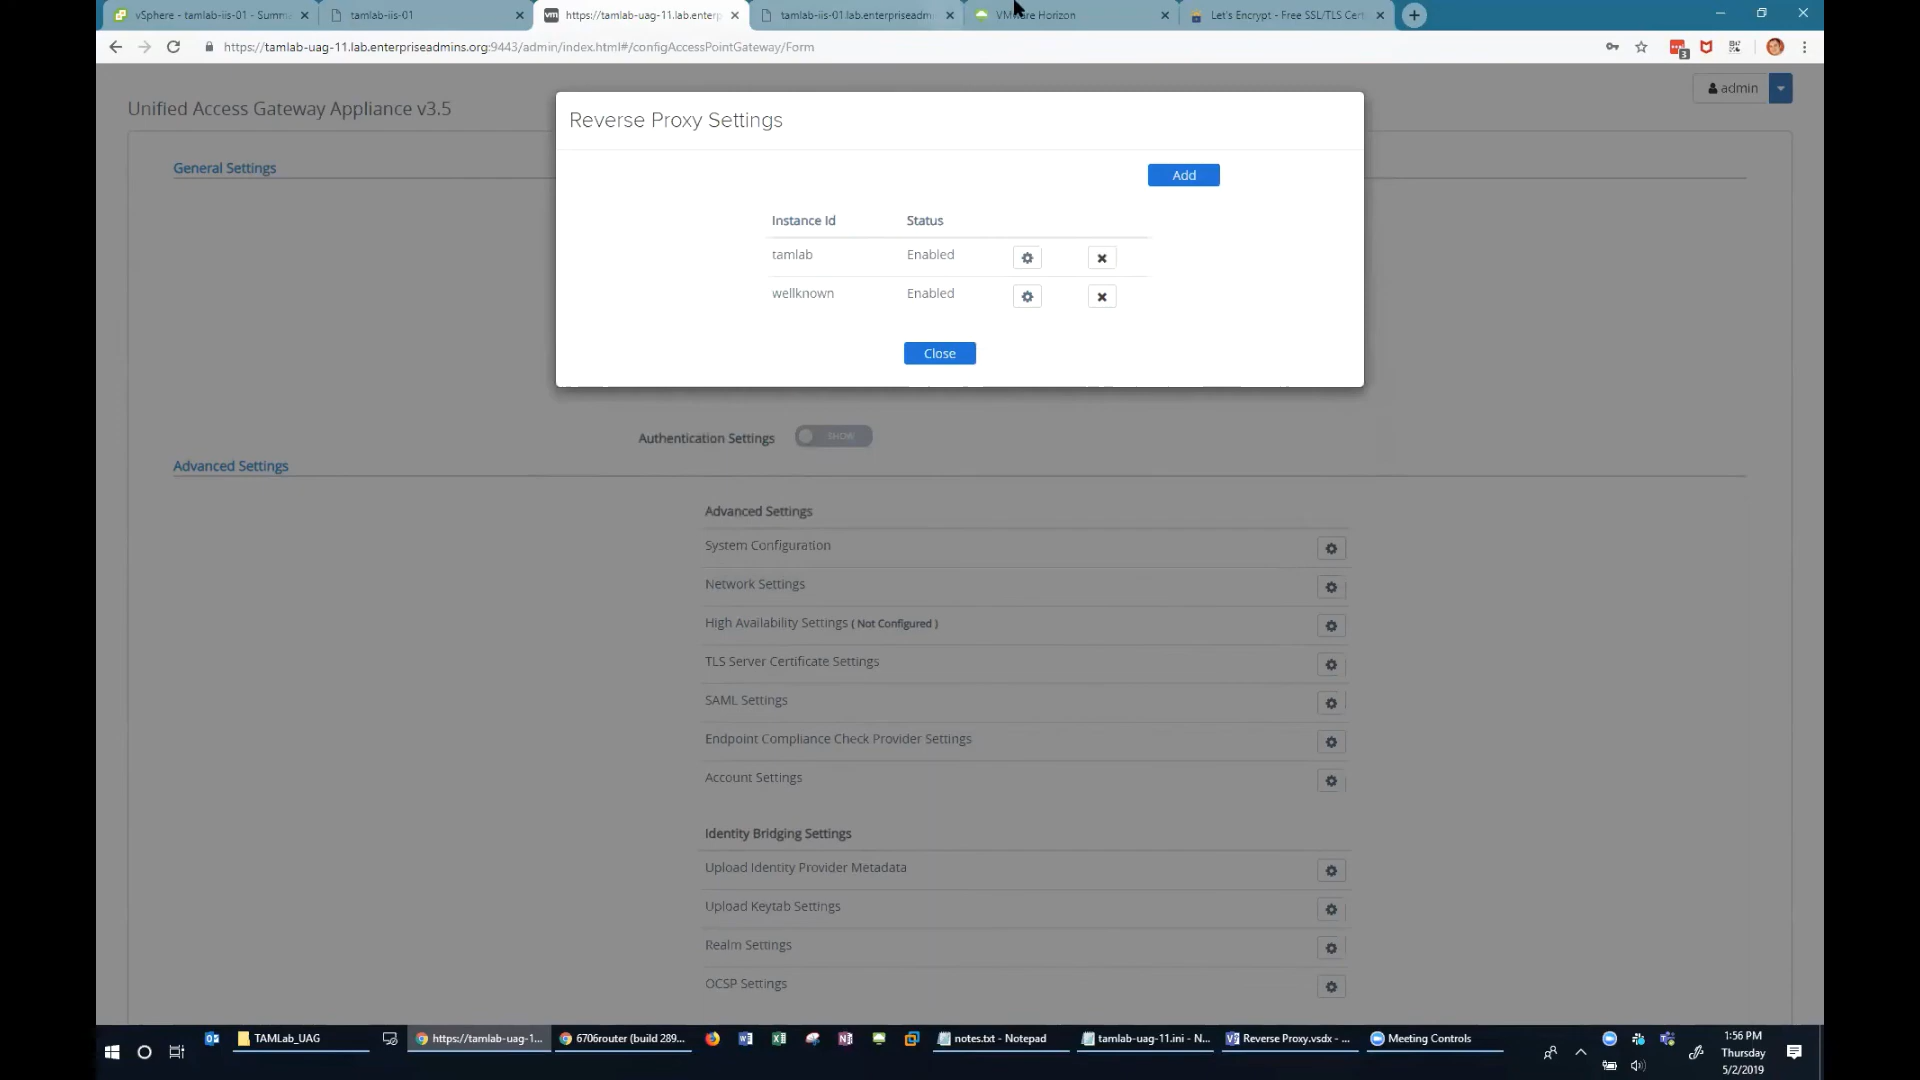 vSphere - tamlab-iis-01 - Summ
tamlab-iis-01
https://tamlab-uag-11.lab.enterp
tamlab-iis-01.lab.enterpriseadm
VMware Horizon
Let's Encrypt - Free SSL/TLS Cert
https://tamlab-uag-11.lab.enterpriseadmins.org:9443/admin/index.html#/configAccessPointGateway/Form
3
Unified Access Gateway Appliance v3.5
admin
Reverse Proxy Settings
General Settings
Add
Instance Id Status
tamlab Enabled
wellknown Enabled
Close
Authentication Settings SHOW
Advanced Settings
Advanced Settings
System Configuration
Network Settings
High Availability Settings ( Not Configured )
TLS Server Certificate Settings
SAML Settings
Endpoint Compliance Check Provider Settings
Account Settings
Identity Bridging Settings
Upload Identity Provider Metadata
Upload Keytab Settings
Realm Settings
OCSP Settings
TAMLab_UAG
https://tamlab-uag-1...
6706router (build 289...
notes.txt - Notepad
tamlab-uag-11.ini - N...
Reverse Proxy.vsdx - ...
Meeting Controls
1:56 PM
Thursday
5/2/2019